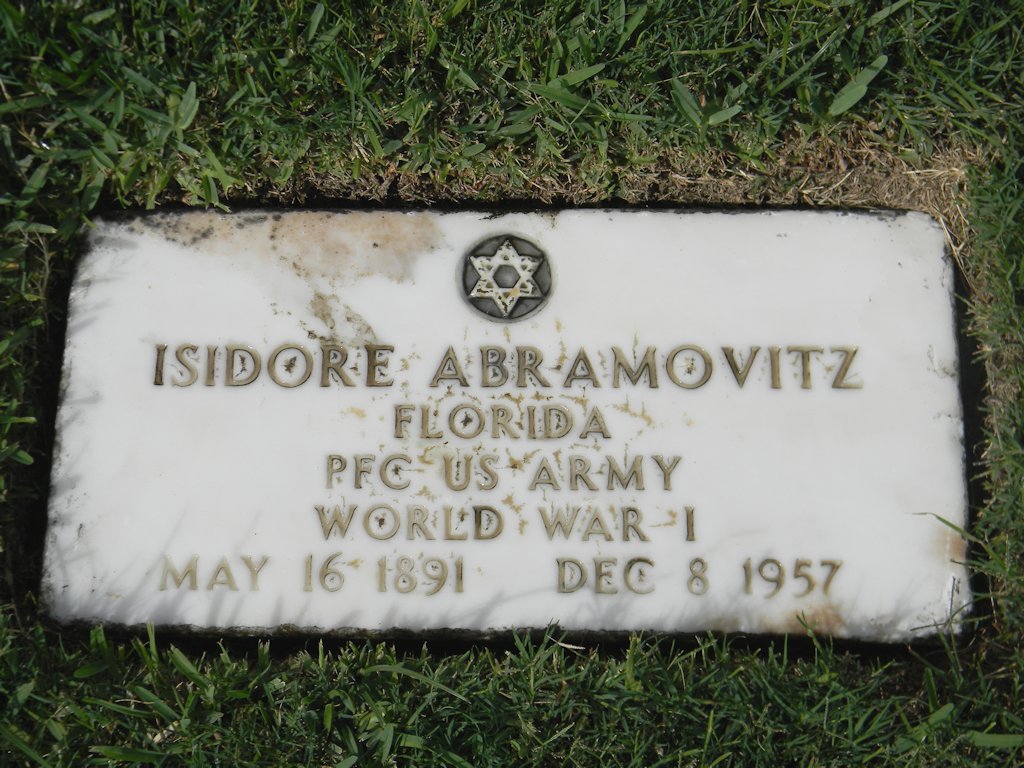 ISIDORE ABRAMOVITZ
FLORIDA
PFC US ARMY
WORLD WAR I
MAY 16 1891 DEC 8 1957